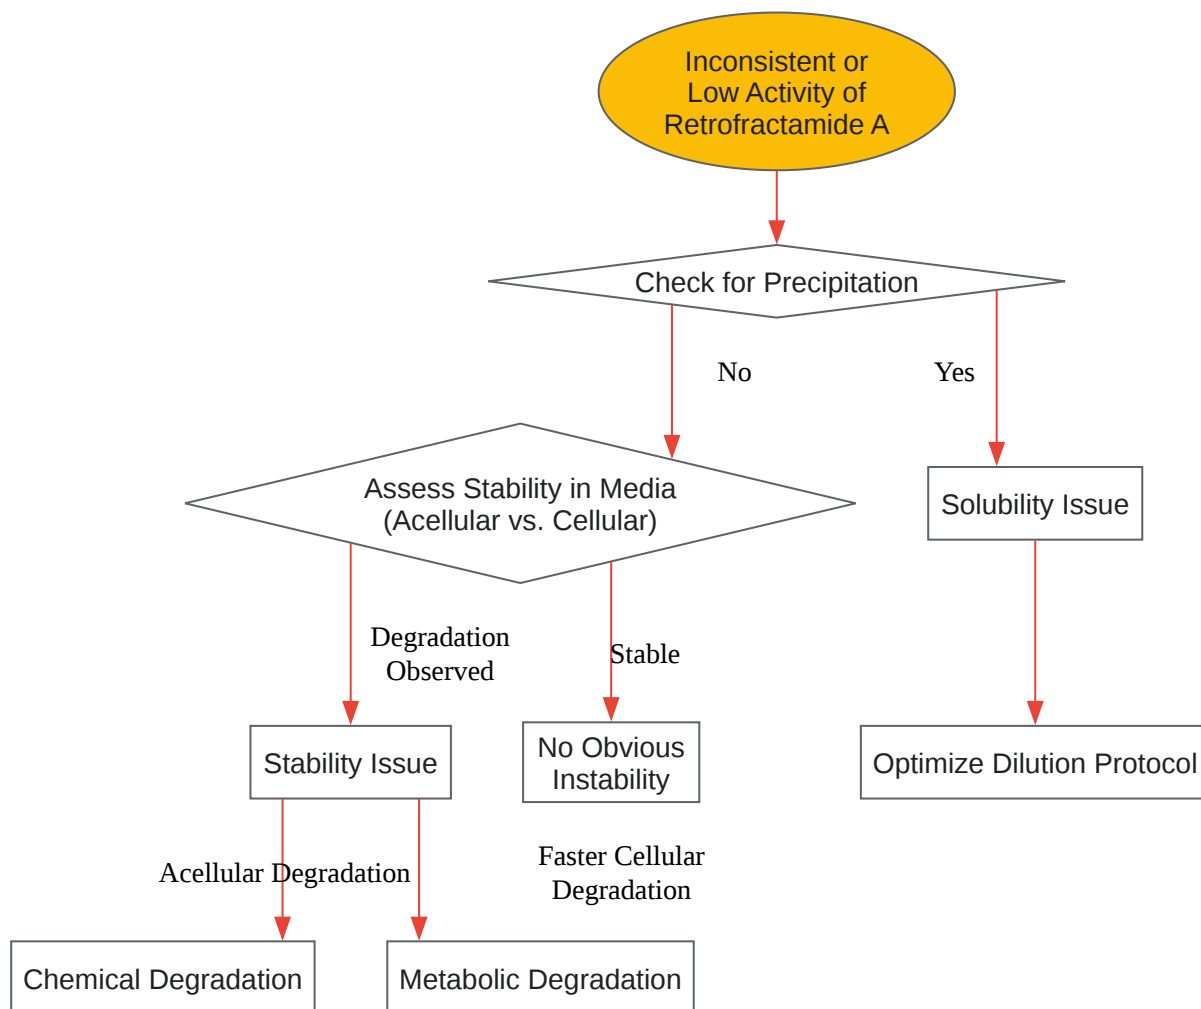 Inconsistent or
Low Activity of
Retrofractamide A
Check for Precipitation
No
Yes
Assess Stability in Media
(Acellular vs. Cellular)
Solubility Issue
Degradation
Observed
Stable
Stability Issue
No Obvious
Instability
Optimize Dilution Protocol
Acellular Degradation
Faster Cellular
Degradation
Chemical Degradation
Metabolic Degradation